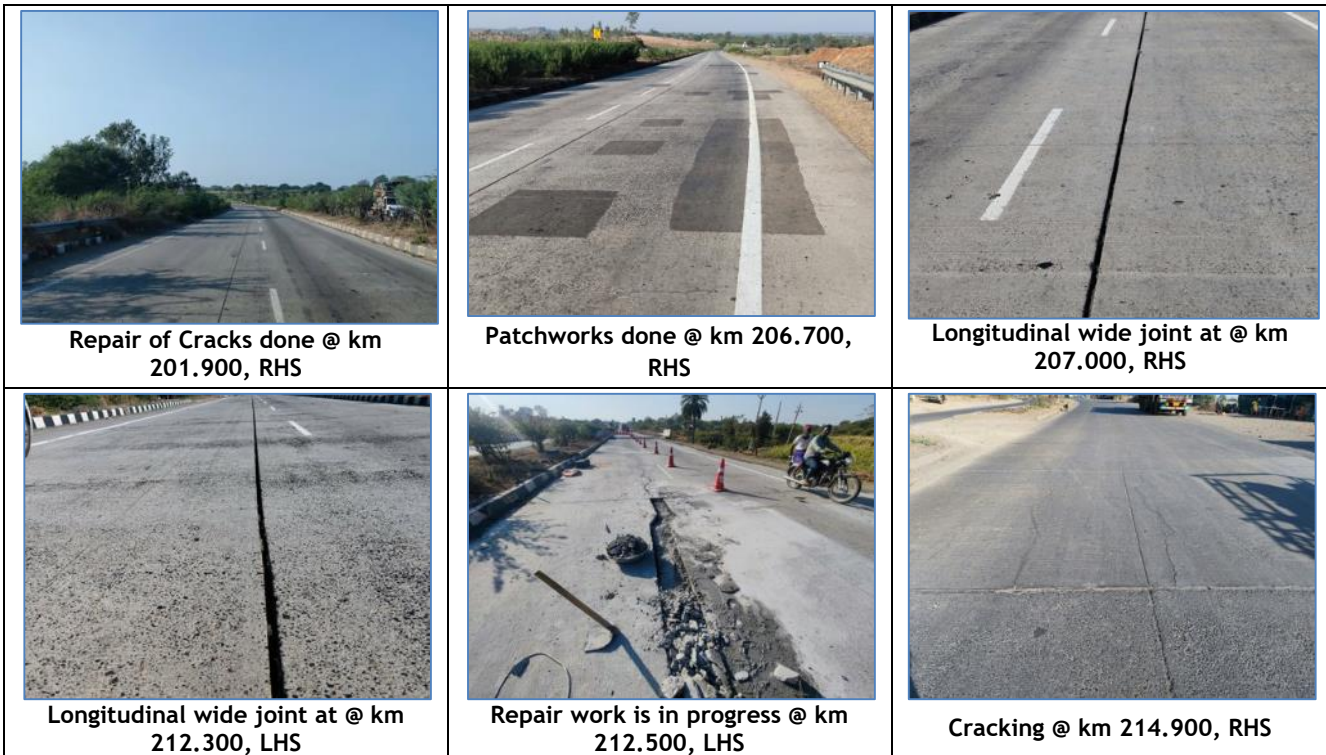 Repair of Cracks done @ km
201.900, RHS
Patchworks done @ km 206.700,
RHS
Longitudinal wide joint at @ km
207.000, RHS
Longitudinal wide joint at @ km
212.300, LHS
Repair work is in progress @ km
212.500, LHS
Cracking @ km 214.900, RHS